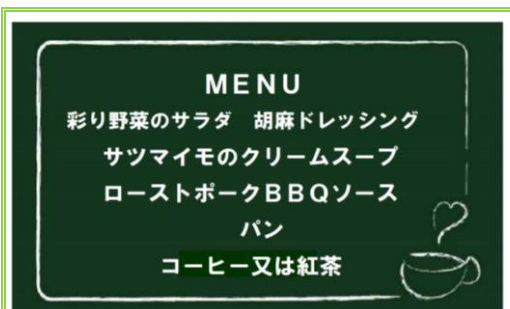 MENU
彩り野菜のサラダ　胡麻ドレッシング
サツマイモのクリームスープ
ローストポークBBQソース
パン
コーヒー又は紅茶